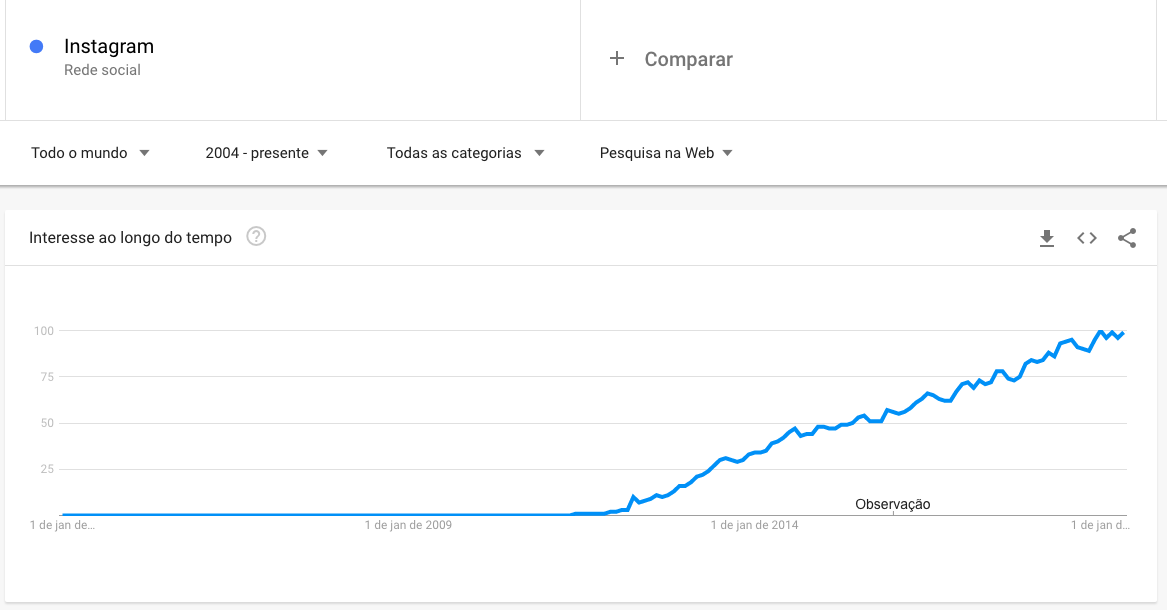 Instagram
Rede social
+ Comparar
Todo o mundo
2004 - presente
Todas as categorias
Pesquisa na Web
Interesse ao longo do tempo ?
100
75
50
25
Observação
1 de jan de...
1 de jan de 2009
1 de jan de 2014
1 de jan d...